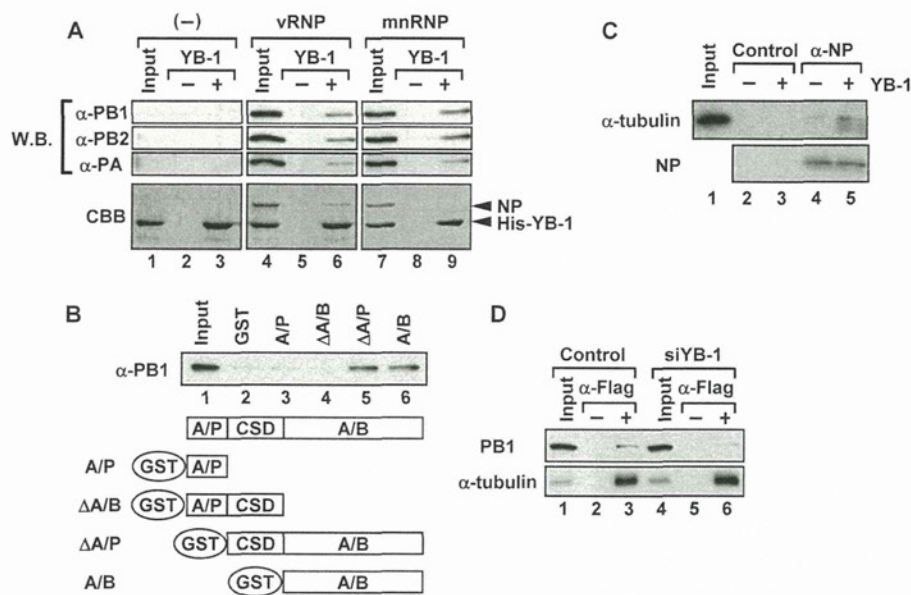 A
(−) vRNP mnRNP
Input YB-1 Input YB-1 Input YB-1
− + − + − +
W.B.
α-PB1
α-PB2
α-PA
CBB
NP
His-YB-1
1 2 3 4 5 6 7 8 9
C
Input Control α-NP
− + − + YB-1
α-tubulin
NP
1 2 3 4 5
B
Input GST A/P ΔA/B ΔA/P A/B
α-PB1
1 2 3 4 5 6
A/P CSD A/B
A/P GST A/P
ΔA/B GST A/P CSD
ΔA/P GST CSD A/B
A/B GST A/B
D
Control siYB-1
Input α-Flag Input α-Flag
− + − +
PB1
α-tubulin
1 2 3 4 5 6